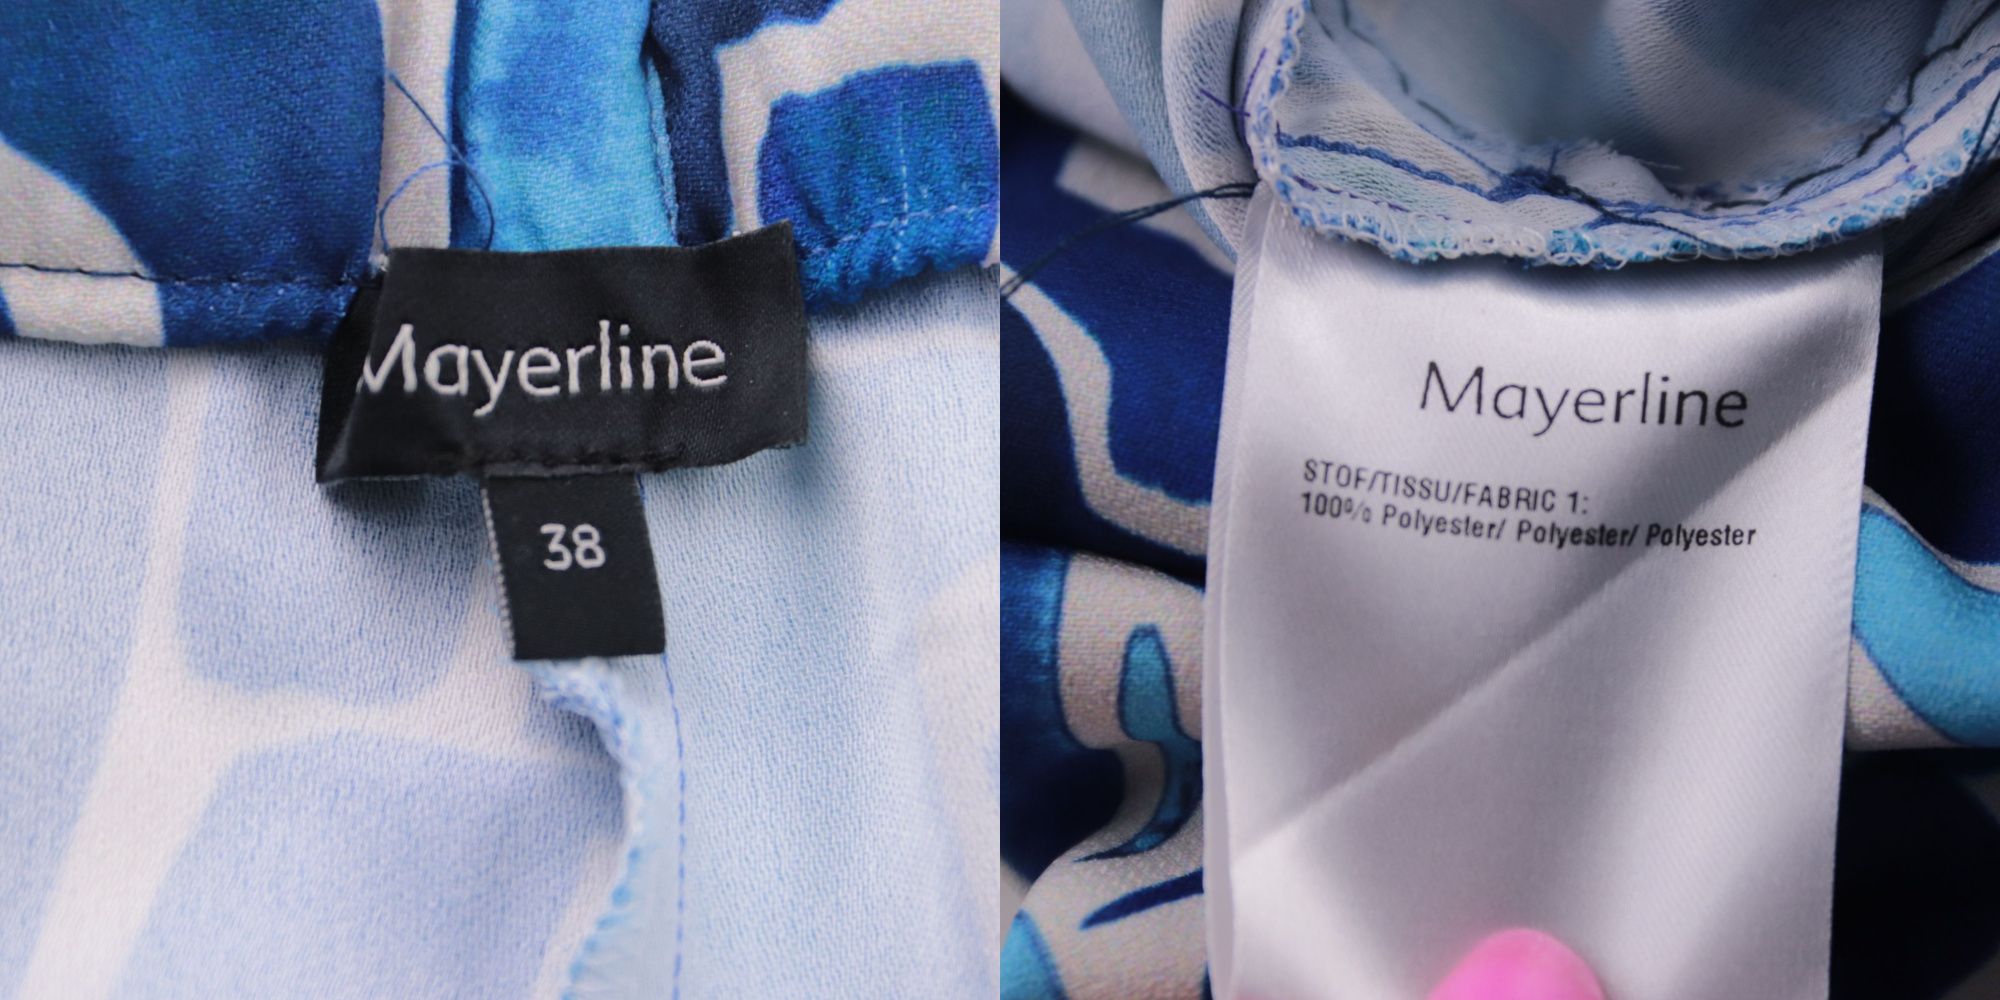 Mayerline
38
Mayerline
STOF/TISSU/FABRIC 1:
100% Polyester/ Polyester/ Polyester